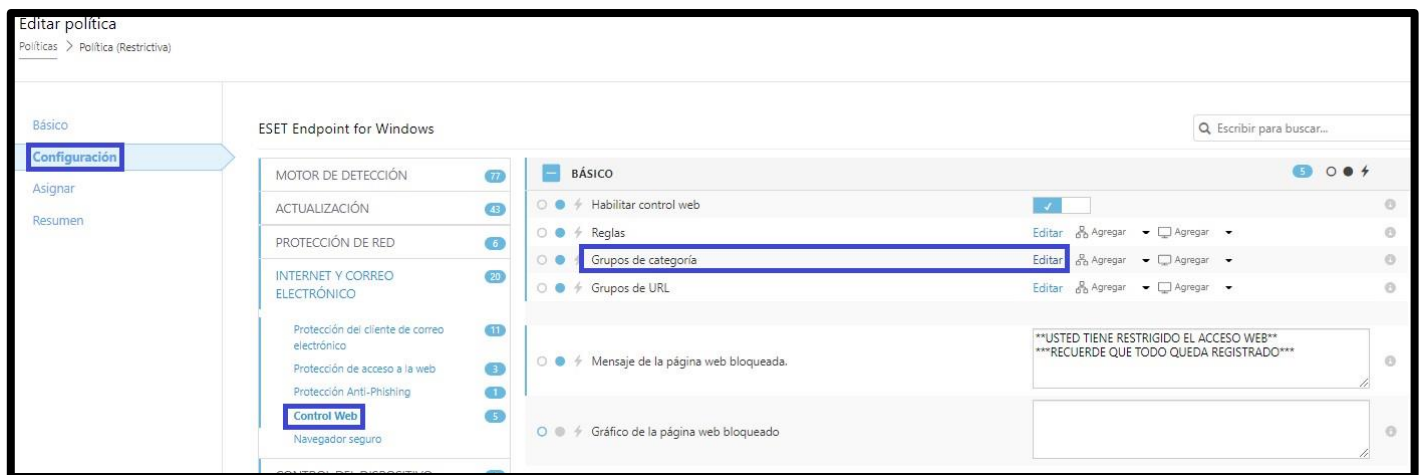 Editar política
Políticas > Política (Restrictiva)
Básico
Configuración
Asignar
Resumen
ESET Endpoint for Windows
Escribir para buscar...
MOTOR DE DETECCIÓN 77
ACTUALIZACIÓN 43
PROTECCIÓN DE RED 6
INTERNET Y CORREO
ELECTRÓNICO 20
Protección del cliente de correo
electrónico 11
Protección de acceso a la web 3
Protección Anti-Phishing 1
Control Web 5
Navegador seguro
CONTROL DEL DISPOSITIVO
BÁSICO 5
Habilitar control web
Reglas Editar Agregar Agregar
Grupos de categoría Editar Agregar Agregar
Grupos de URL Editar Agregar Agregar
Mensaje de la página web bloqueada.
**USTED TIENE RESTRIGIDO EL ACCESO WEB**
***RECUERDE QUE TODO QUEDA REGISTRADO***
Gráfico de la página web bloqueado